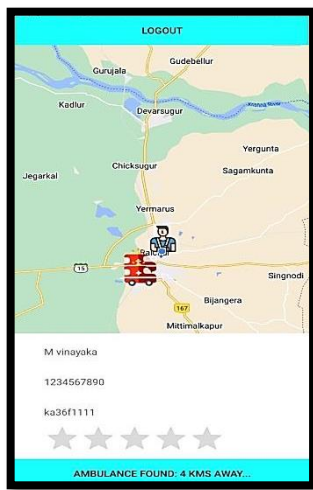 LOGOUT
Gudebellur
Gurujala
Kadlur
Devarsugur
Krishna River
Yergunta
Chicksugur
Sagamkunta
Jegarkal
Yermarus
15
Singnodi
Bijangera
167
Mittimalkapur
M vinayaka
1234567890
ka36f1111
AMBULANCE FOUND: 4 KMS AWAY...